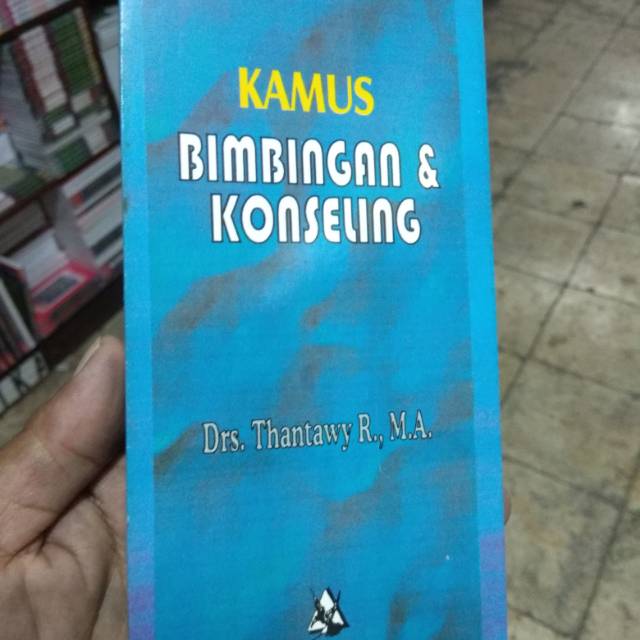 KAMUS
BIMBINGAN &
KONSELING
Drs. Thantawy R., M.A.